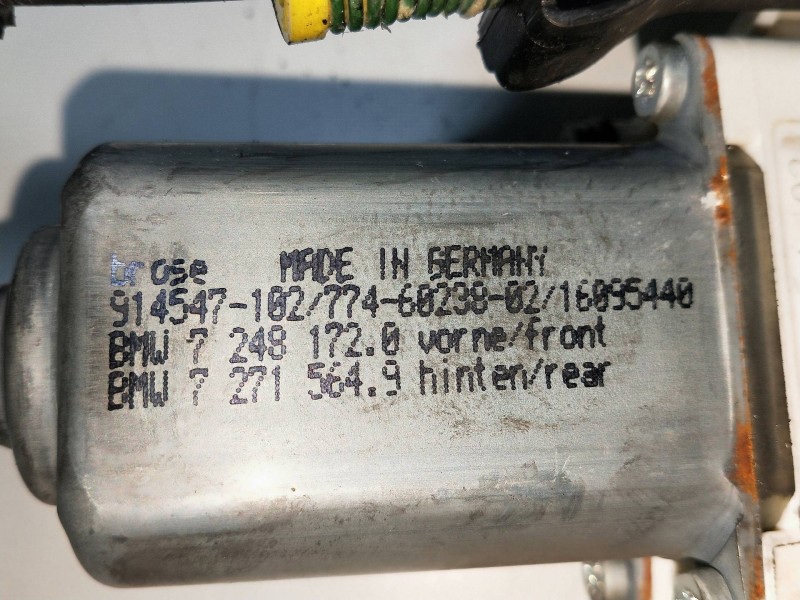 brose MADE IN GERMANY
914547-102/774-60238-02/16095440
BMW 7 248 172.0 vorne/front
BMW 7 271 564.9 hinten/rear